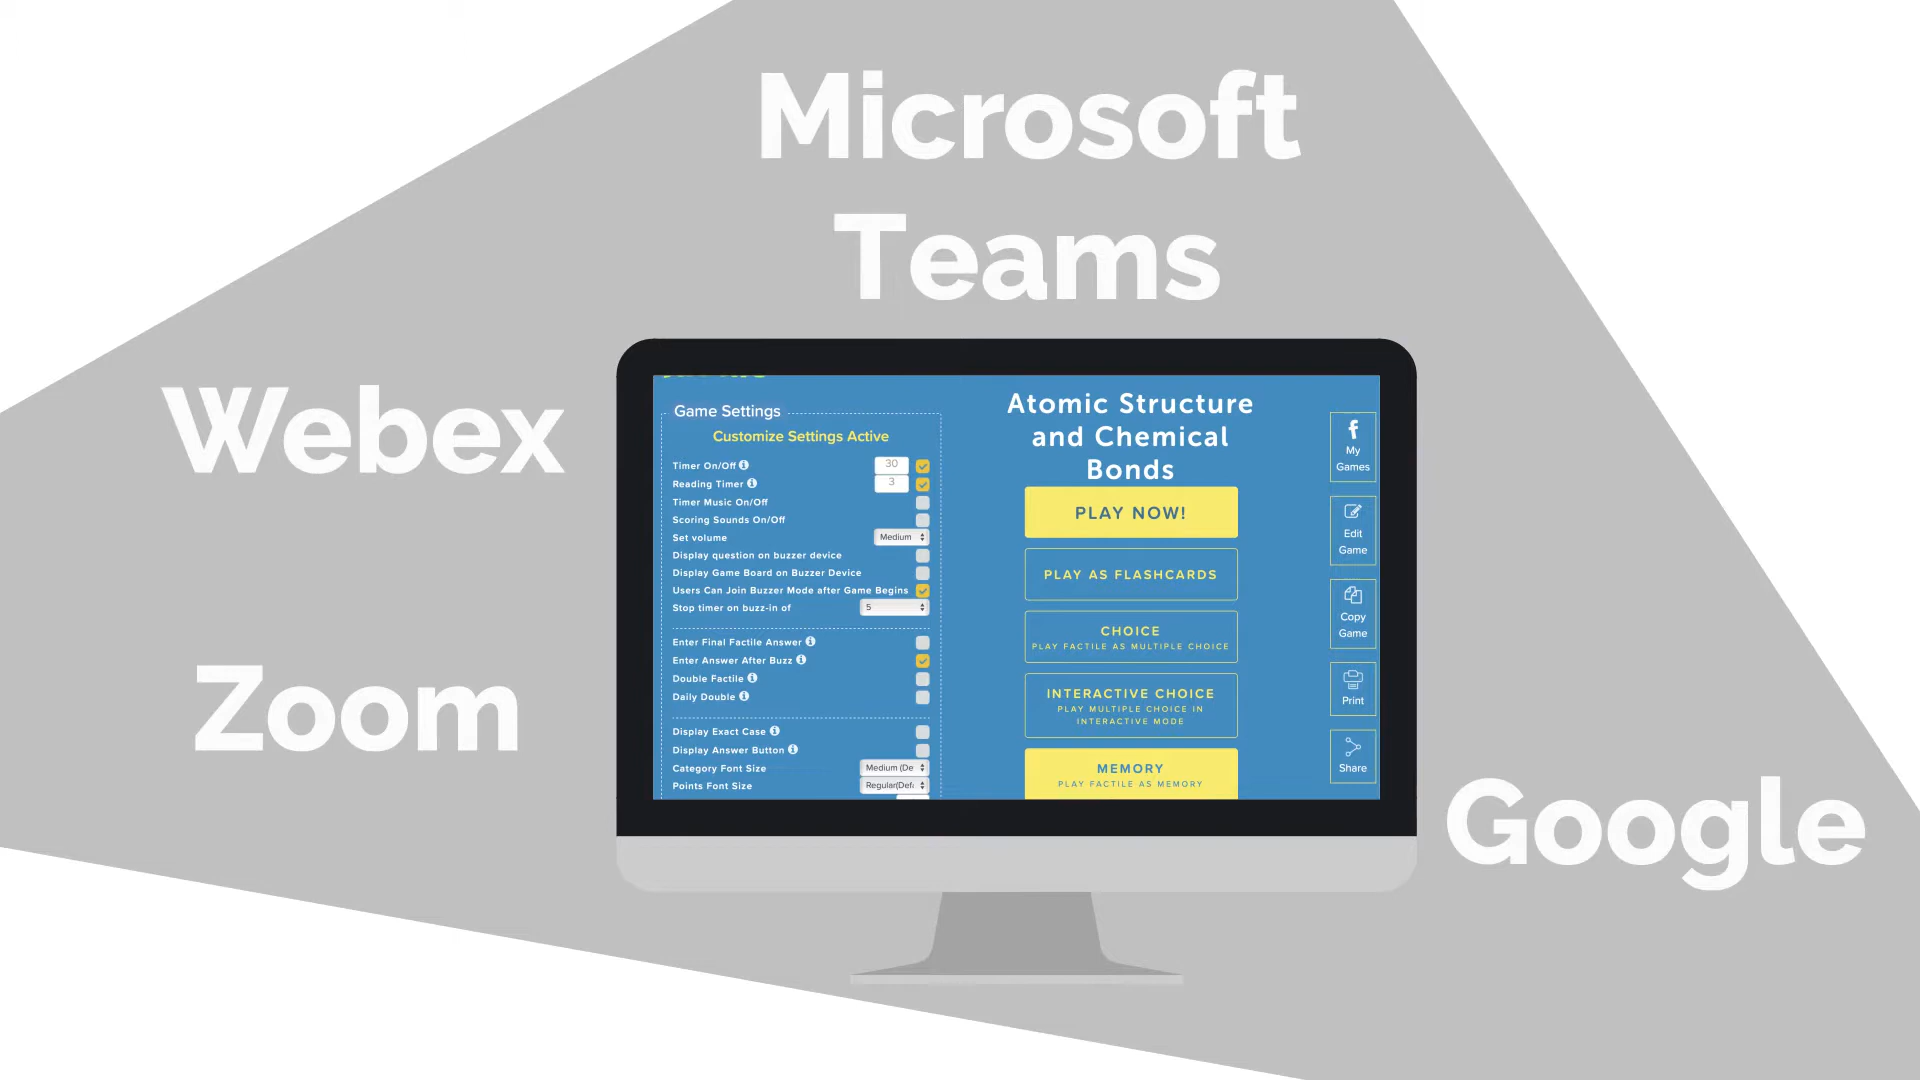 Microsoft
Teams
Webex
Zoom
Google
Game Settings
Customize Settings Active
Timer On/Off 30
Reading Timer 3
Timer Music On/Off
Scoring Sounds On/Off
Set volume Medium
Display question on buzzer device
Display Game Board on Buzzer Device
Users Can Join Buzzer Mode after Game Begins
Stop timer on buzz-in of 5
Enter Final Factile Answer
Enter Answer After Buzz
Double Factile
Daily Double
Display Exact Case
Display Answer Button
Category Font Size Medium (De
Points Font Size Regular(Defa
Atomic Structure
and Chemical
Bonds
PLAY NOW!
PLAY AS FLASHCARDS
CHOICE
PLAY FACTILE AS MULTIPLE CHOICE
INTERACTIVE CHOICE
PLAY MULTIPLE CHOICE IN
INTERACTIVE MODE
MEMORY
PLAY FACTILE AS MEMORY
My
Games
Edit
Game
Copy
Game
Print
Share